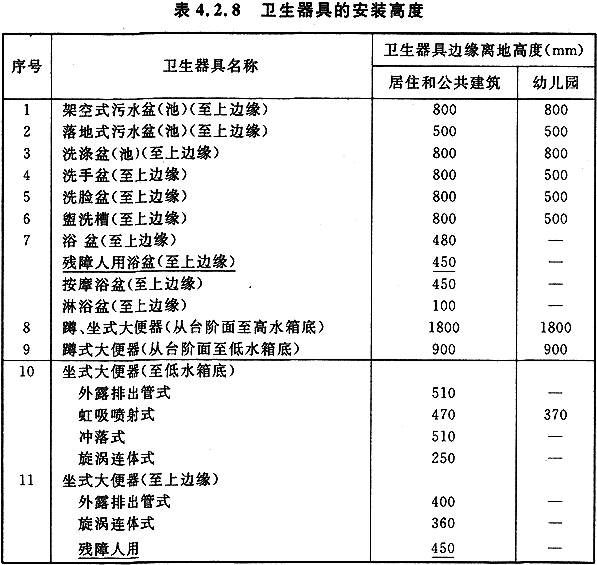 表4.2.8 卫生器具的安装高度
序号 卫生器具名称 卫生器具边缘离地高度(mm)
居住和公共建筑 幼儿园
1 架空式污水盆(池)(至上边缘) 800 800
2 落地式污水盆(池)(至上边缘) 500 500
3 洗涤盆(池)(至上边缘) 800 800
4 洗手盆(至上边缘) 800 500
5 洗脸盆(至上边缘) 800 500
6 盥洗槽(至上边缘) 800 500
7 浴 盆(至上边缘) 480 —
残障人用浴盆(至上边缘) 450 —
按摩浴盆(至上边缘) 450 —
淋浴盆(至上边缘) 100 —
8 蹲、坐式大便器(从台阶面至高水箱底) 1800 1800
9 蹲式大便器(从台阶面至低水箱底) 900 900
10 坐式大便器(至低水箱底)
外露排出管式 510 —
虹吸喷射式 470 370
冲落式 510 —
旋涡连体式 250 —
11 坐式大便器(至上边缘)
外露排出管式 400 —
旋涡连体式 360 —
残障人用 450 —